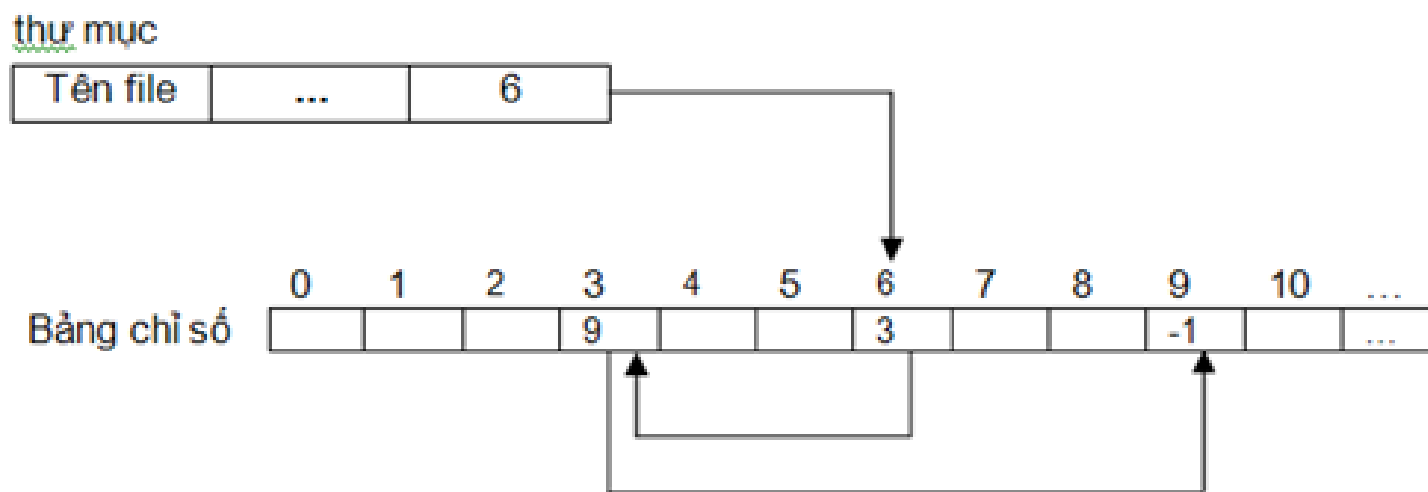 thư mục
Tên file ... 6
0 1 2 3 4 5 6 7 8 9 10 ...
Bảng chỉ số 9 3 -1 ...